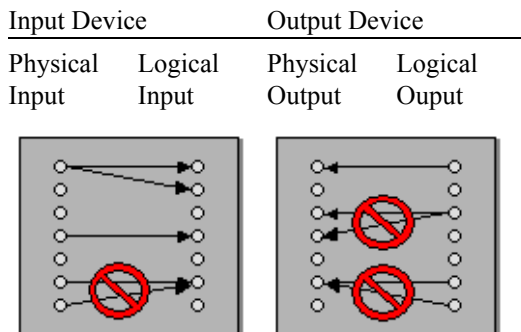 Input Device Output Device
Physical Logical Physical Logical
Input Input Output Ouput